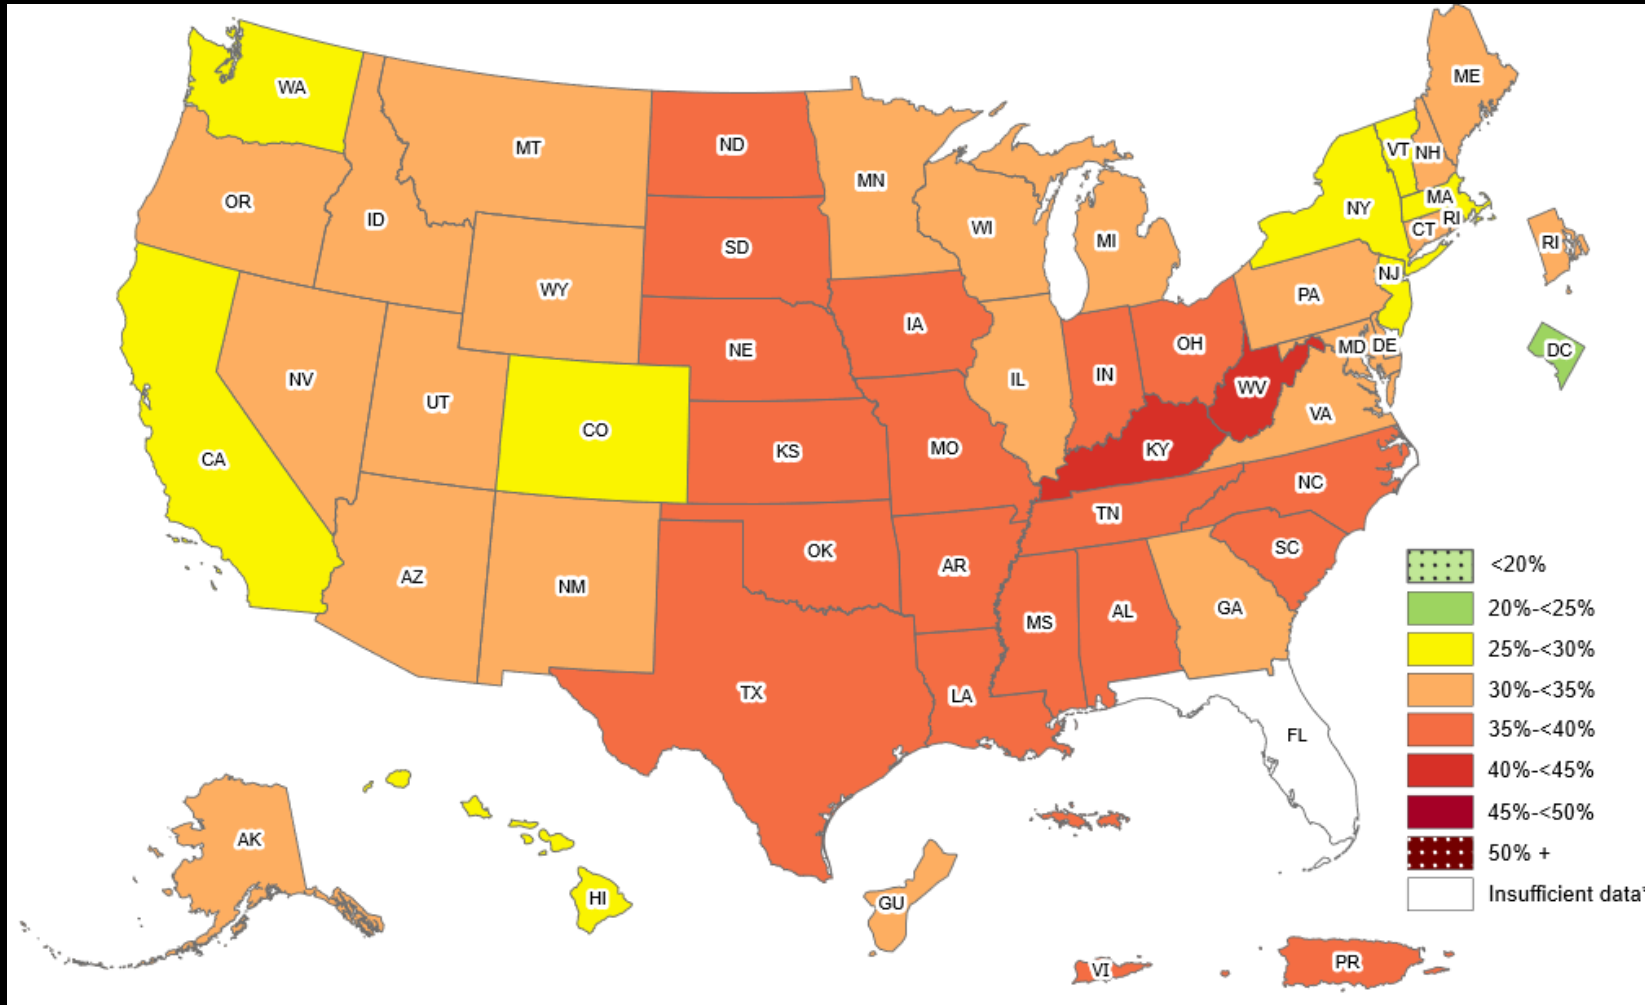 ME
WA
ND
MT
VT
NH
MN
MA
OR
NY
RI
ID
WI
CT
SD
MI
RI
NJ
WY
PA
IA
OH
MD
DE
DC
NE
NV
IN
IL
WV
UT
VA
CO
MO
KY
KS
CA
NC
TN
SC
OK
AR
AZ
NM
GA
AL
MS
TX
LA
FL
AK
HI
GU
PR
VI
<20%
20%-<25%
25%-<30%
30%-<35%
35%-<40%
40%-<45%
45%-<50%
50% +
Insufficient data*